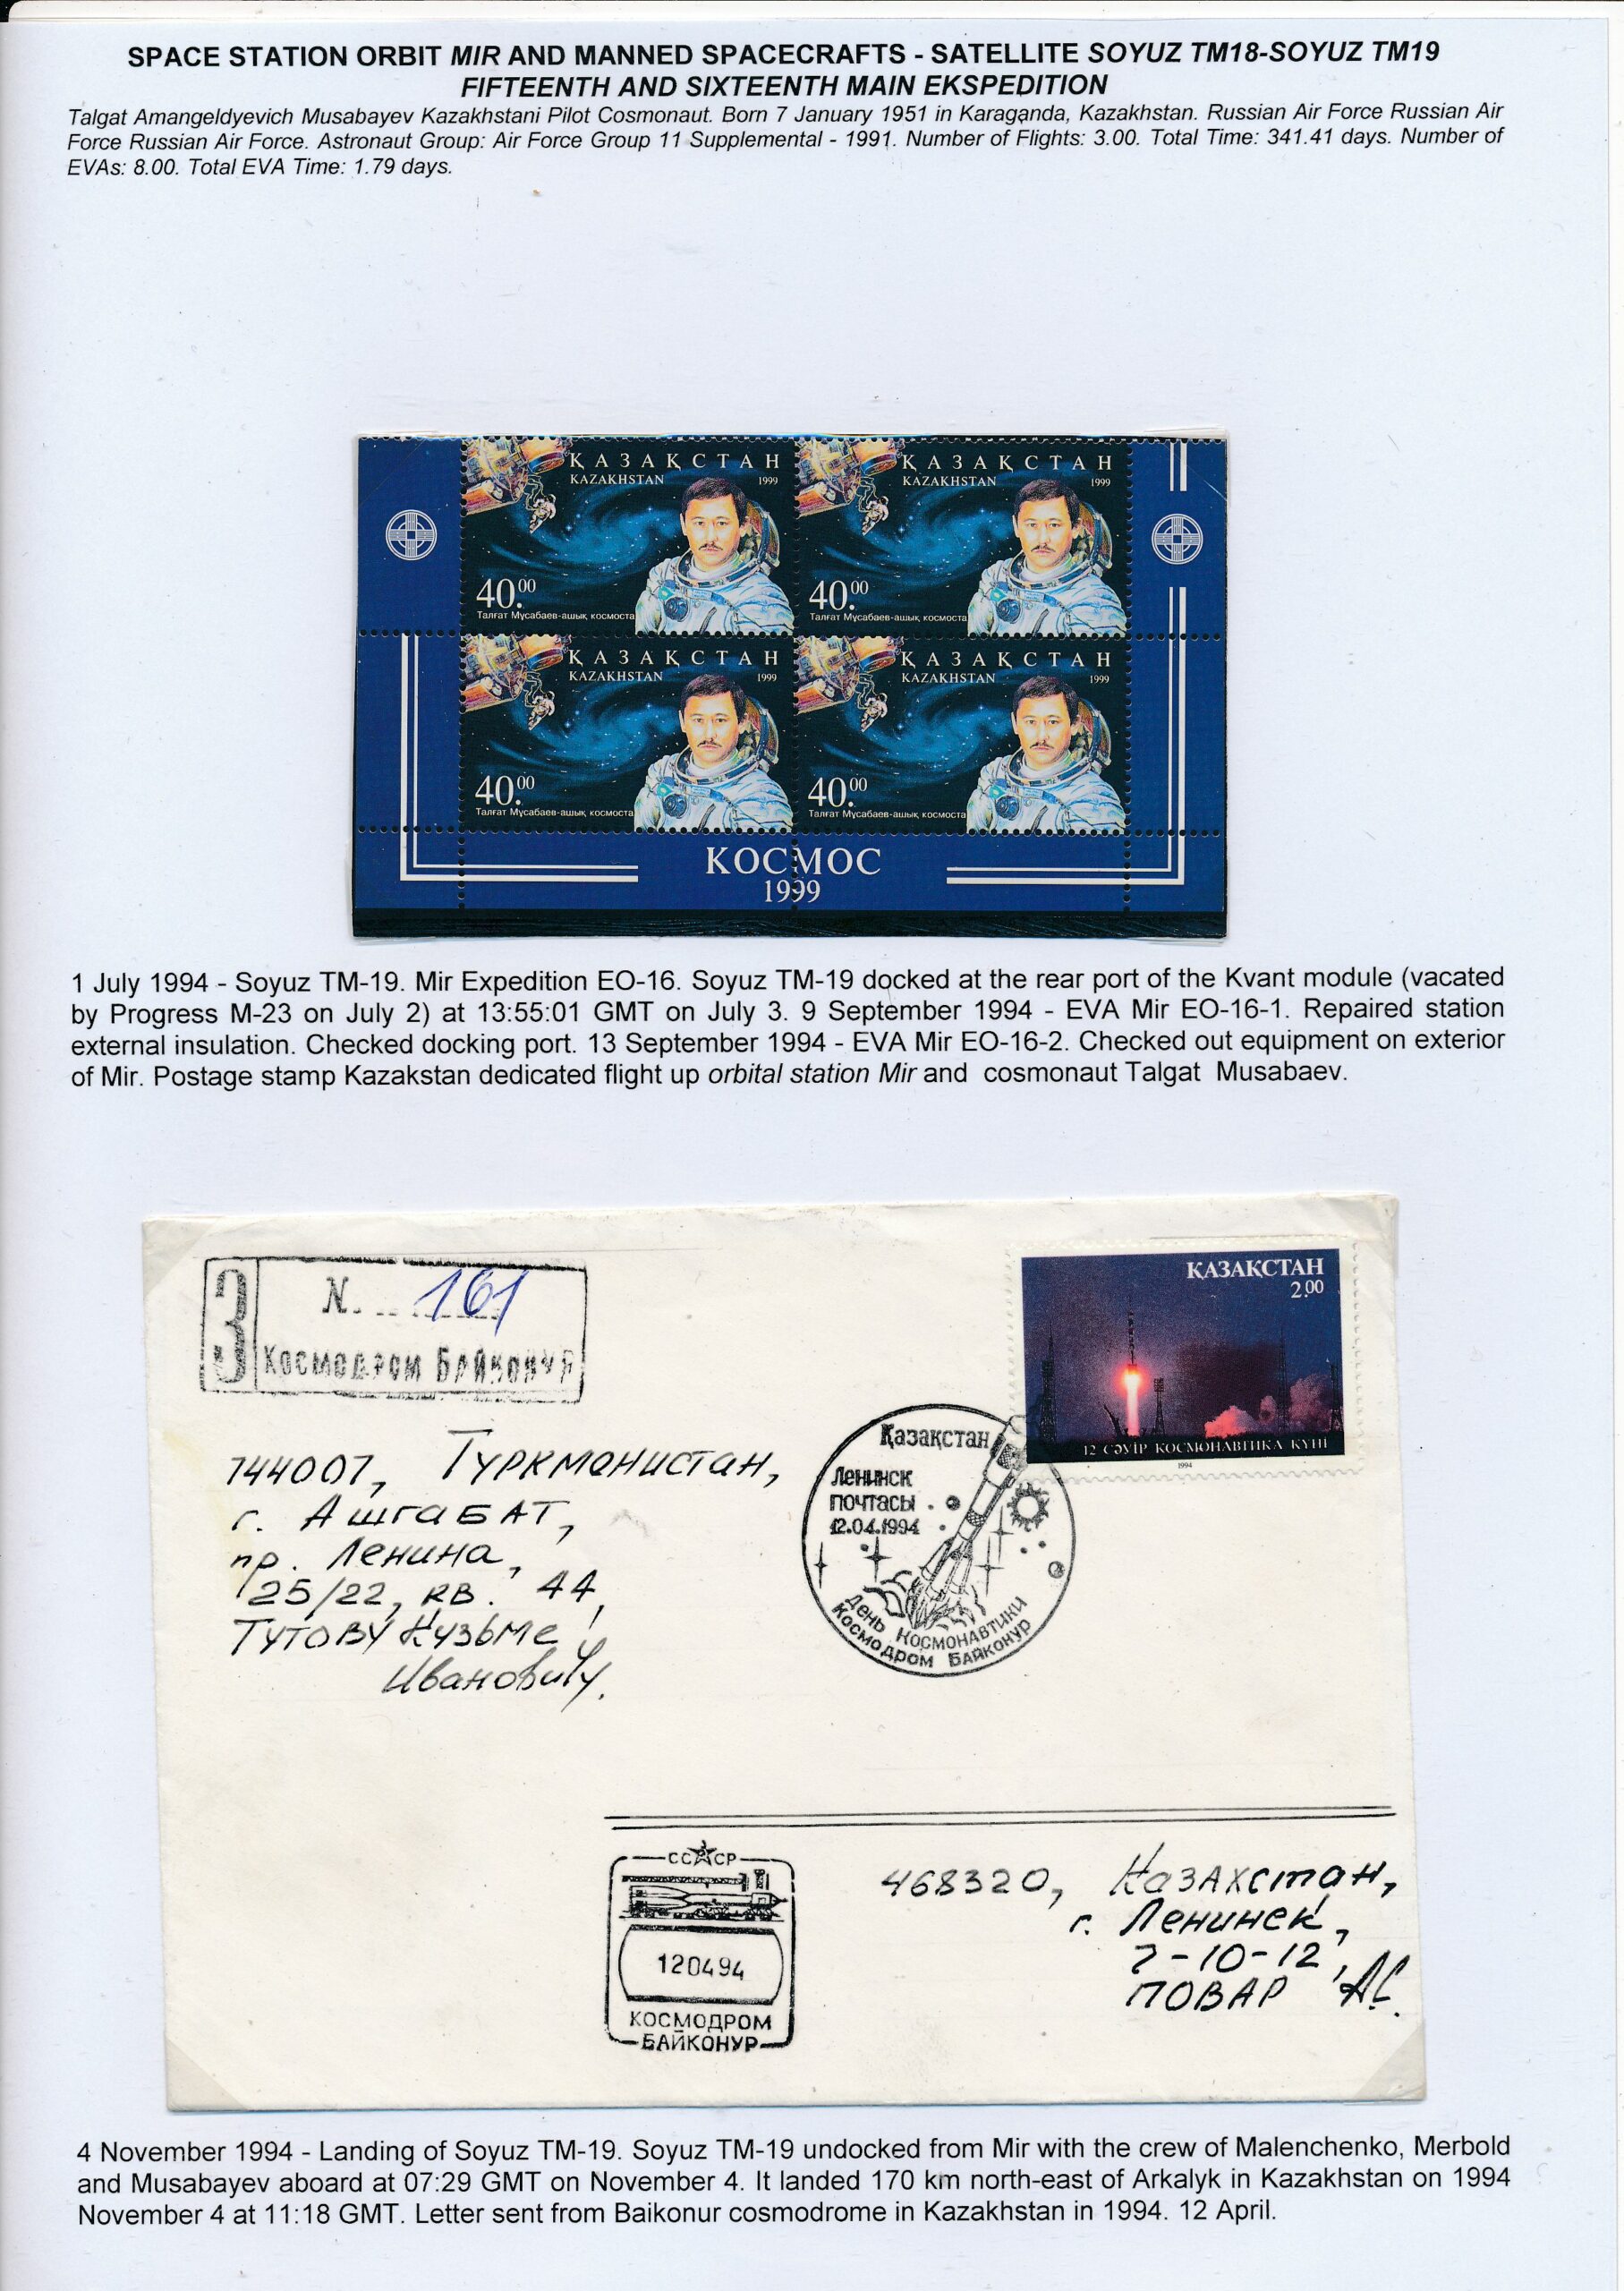 SPACE STATION ORBIT MIR AND MANNED SPACECRAFTS - SATELLITE SOYUZ TM18-SOYUZ TM19
FIFTEENTH AND SIXTEENTH MAIN EKSPEDITION
Talgat Amangeldyevich Musabayev Kazakhstani Pilot Cosmonaut. Born 7 January 1951 in Karaganda, Kazakhstan. Russian Air Force Russian Air
Force Russian Air Force. Astronaut Group: Air Force Group 11 Supplemental - 1991. Number of Flights: 3.00. Total Time: 341.41 days. Number of
EVAs: 8.00. Total EVA Time: 1.79 days.
ҚАЗАҚСТАН
KAZAKHSTAN 1999
40.00
Талғат Мұсабаев-ашық космоста
ҚАЗАҚСТАН
KAZAKHSTAN 1999
40.00
Талғат Мұсабаев-ашық космоста
ҚАЗАҚСТАН
KAZAKHSTAN 1999
40.00
Талғат Мұсабаев-ашық космоста
ҚАЗАҚСТАН
KAZAKHSTAN 1999
40.00
Талғат Мұсабаев-ашық космоста
КОСМОС
1999
1 July 1994 - Soyuz TM-19. Mir Expedition EO-16. Soyuz TM-19 docked at the rear port of the Kvant module (vacated
by Progress M-23 on July 2) at 13:55:01 GMT on July 3. 9 September 1994 - EVA Mir EO-16-1. Repaired station
external insulation. Checked docking port. 13 September 1994 - EVA Mir EO-16-2. Checked out equipment on exterior
of Mir. Postage stamp Kazakstan dedicated flight up orbital station Mir and cosmonaut Talgat Musabaev.
З
N. 161
Космодром Байконур
ҚАЗАҚСТАН
2.00
12 СӘУІР КОСМОНАВТИКА КҮНІ
1994
Қазақстан
Ленинск
почтасы
12.04.1994
День Космонавтики
Космодром Байконур
744007, Туркменистан,
г. Ашгабат,
пр. Ленина,
25/22, кв. 44,
Тутову Кузьме
Ивановичу.
СССР
120494
КОСМОДРОМ
БАЙКОНУР
468320, Казахстан,
г. Ленинск,
7-10-12,
ПОВАР А.С.
4 November 1994 - Landing of Soyuz TM-19. Soyuz TM-19 undocked from Mir with the crew of Malenchenko, Merbold
and Musabayev aboard at 07:29 GMT on November 4. It landed 170 km north-east of Arkalyk in Kazakhstan on 1994
November 4 at 11:18 GMT. Letter sent from Baikonur cosmodrome in Kazakhstan in 1994. 12 April.